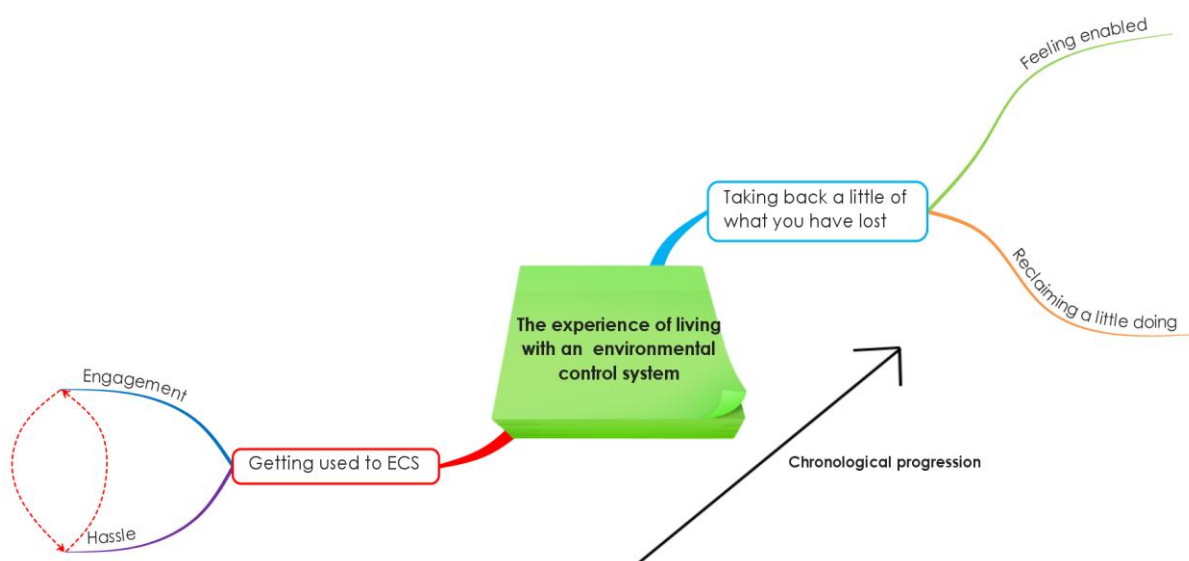 Feeling enabled
Taking back a little of
what you have lost
Reclaiming a little doing
The experience of living
with an environmental
control system
Engagement
Getting used to ECS
Hassle
Chronological progression